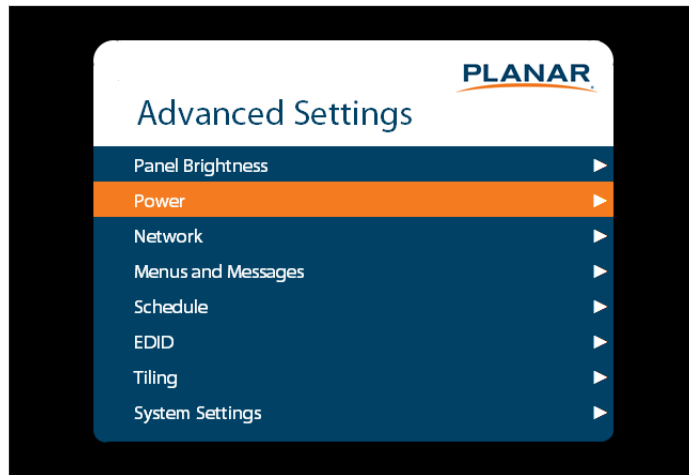 PLANAR
Advanced Settings
Panel Brightness
Power
Network
Menus and Messages
Schedule
EDID
Tiling
System Settings